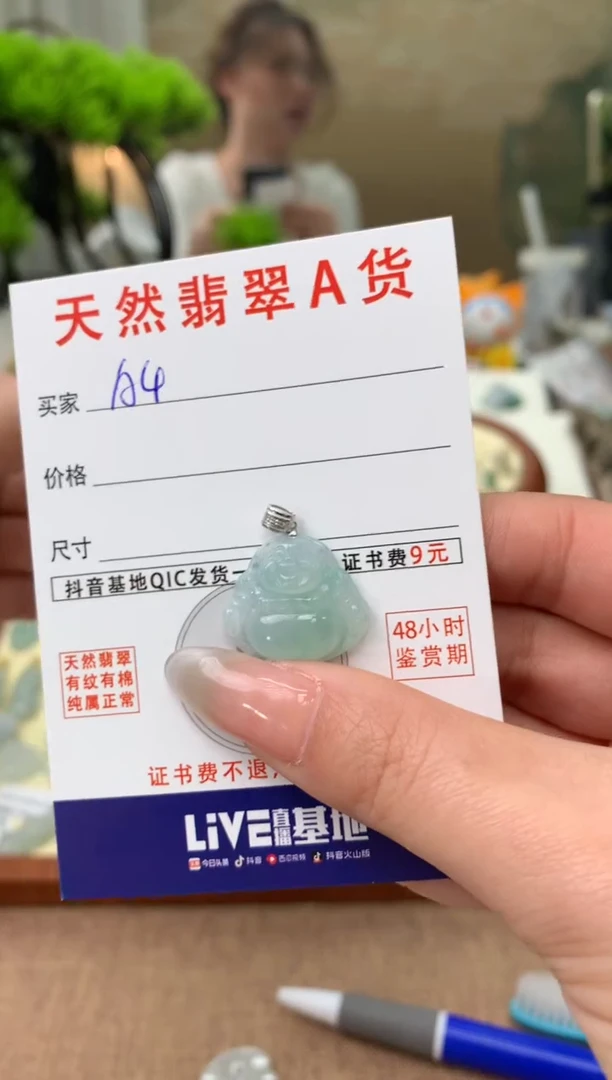 天然翡翠A货
买家 A4
价格
尺寸
抖音基地QIC发货一 证书费9元
48小时
鉴赏期
天然翡翠
有纹有棉
纯属正常
证书费不退
LIVE直播基地
今日头条 抖音 西瓜视频 抖音火山版